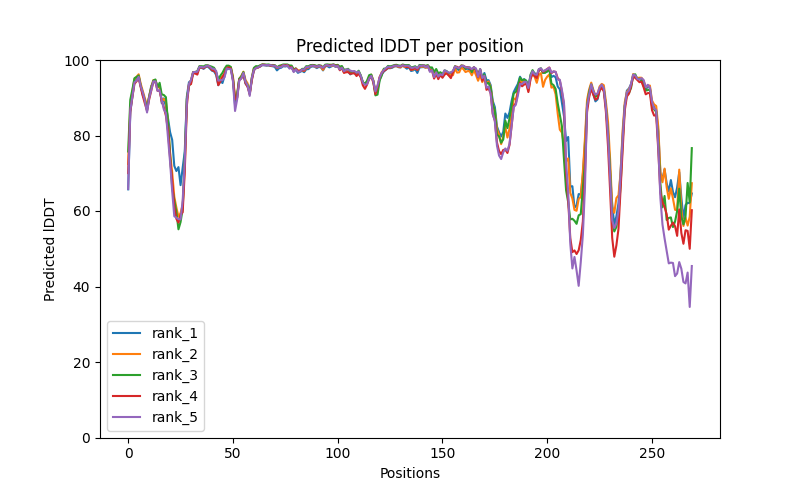 Predicted lDDT per position
100
80
60
40
20
0
Predicted lDDT
rank_1
rank_2
rank_3
rank_4
rank_5
0 50 100 150 200 250
Positions